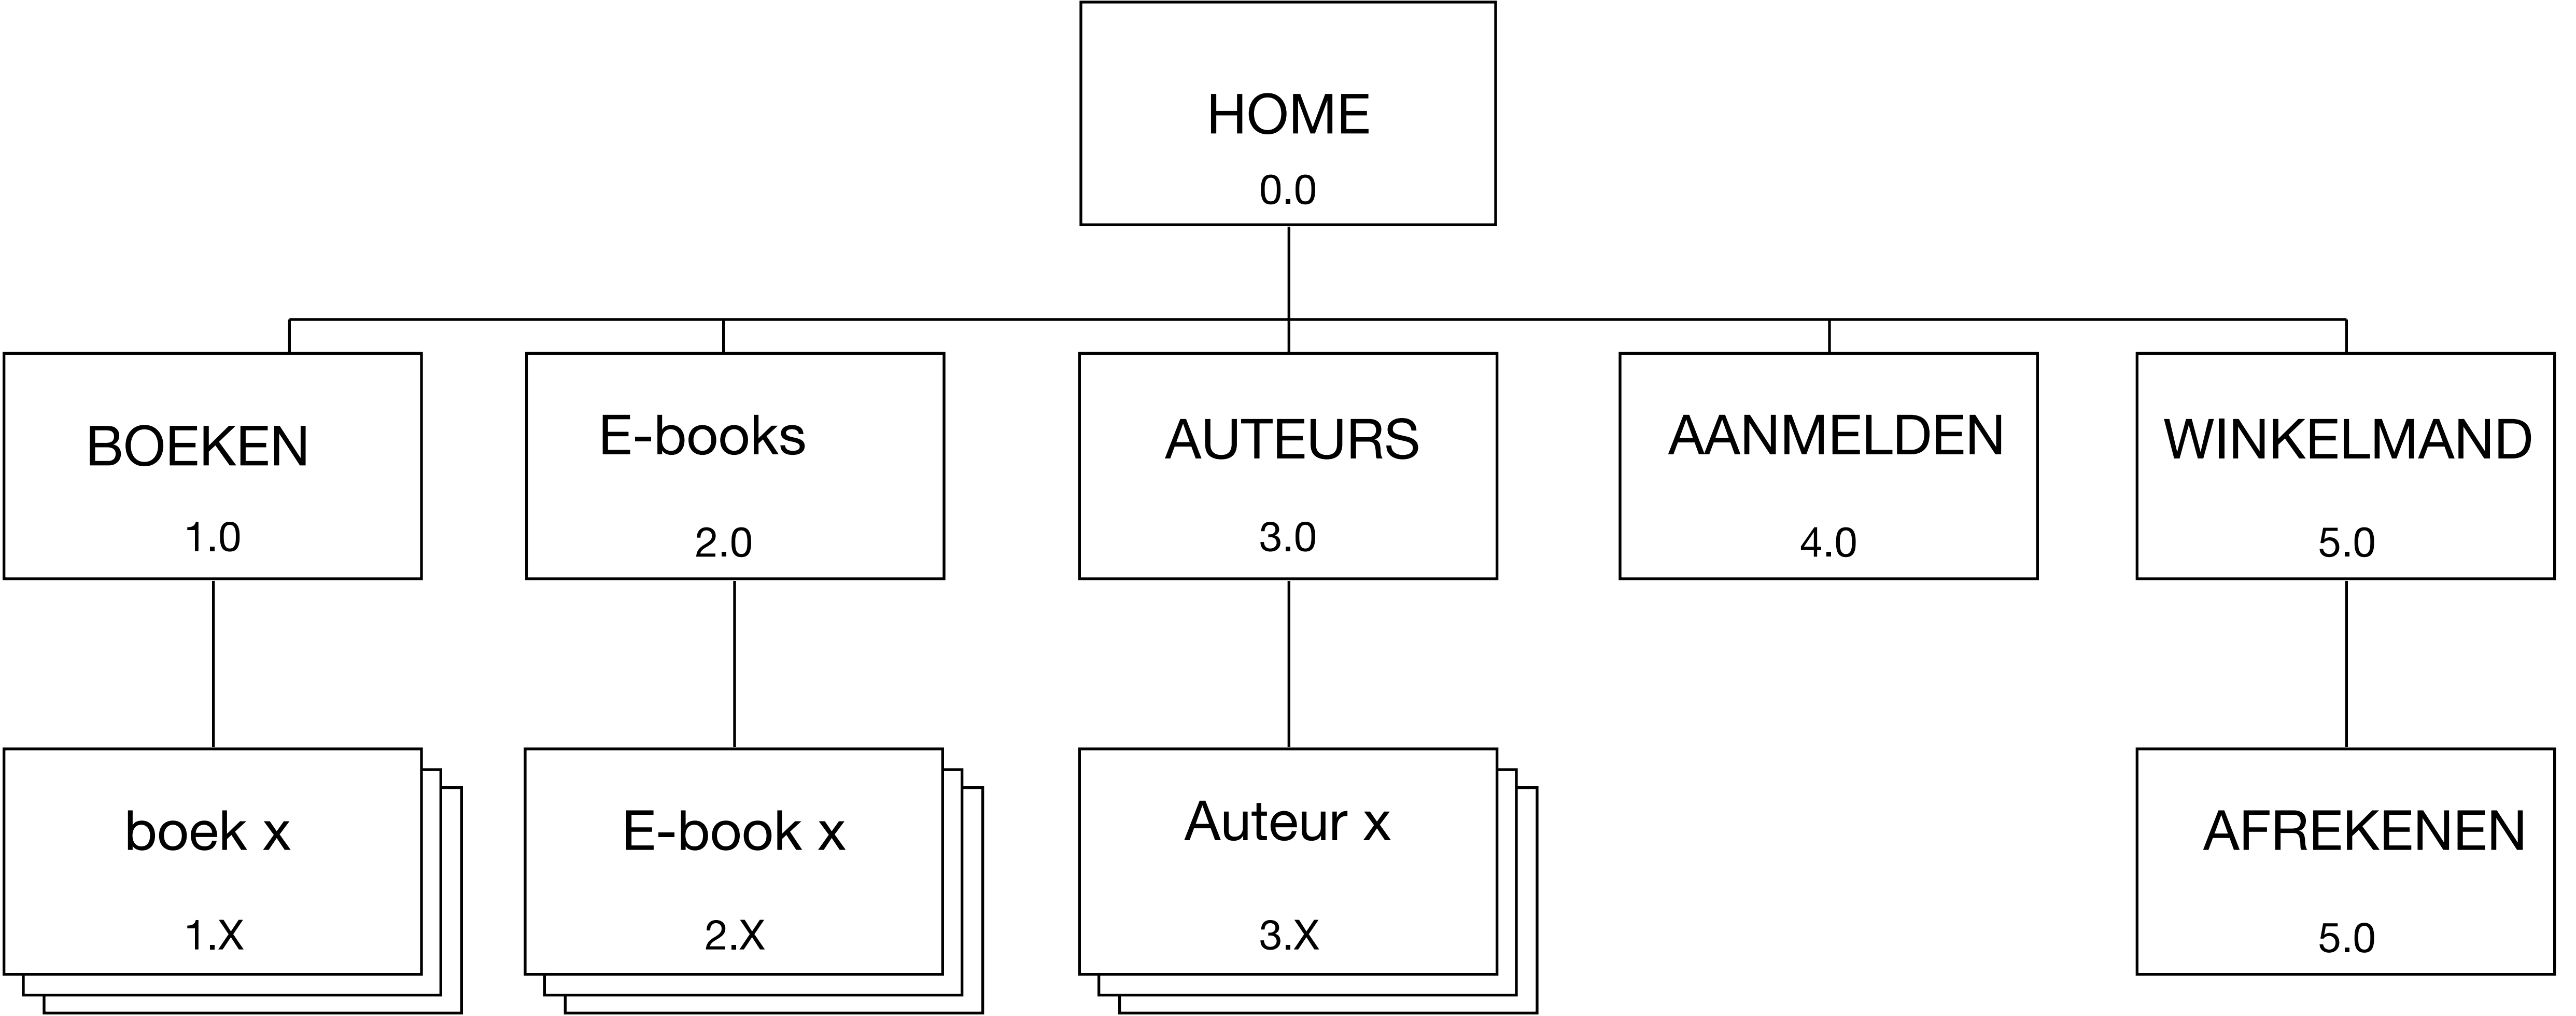 HOME
0.0
BOEKEN
1.0
E-books
2.0
AUTEURS
3.0
AANMELDEN
4.0
WINKELMAND
5.0
boek x
1.X
E-book x
2.X
Auteur x
3.X
AFREKENEN
5.0